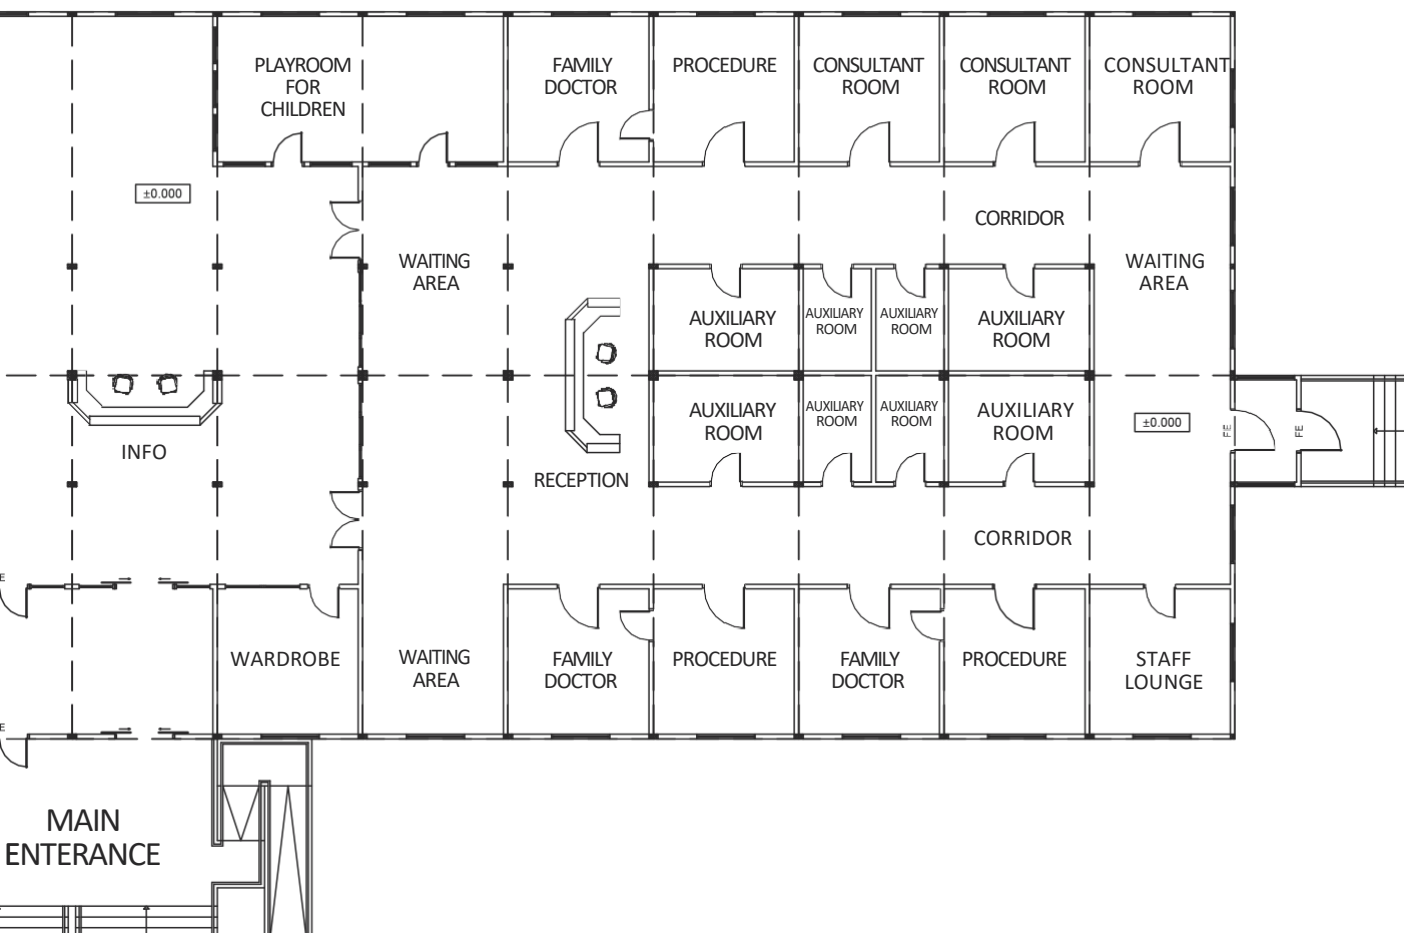 PLAYROOM
FOR
CHILDREN
FAMILY
DOCTOR
PROCEDURE
CONSULTANT
ROOM
CONSULTANT
ROOM
CONSULTANT
ROOM
±0.000
CORRIDOR
WAITING
AREA
WAITING
AREA
AUXILIARY
ROOM
AUXILIARY
ROOM
AUXILIARY
ROOM
AUXILIARY
ROOM
AUXILIARY
ROOM
AUXILIARY
ROOM
AUXILIARY
ROOM
AUXILIARY
ROOM
±0.000
FE
FE
INFO
RECEPTION
CORRIDOR
WARDROBE
WAITING
AREA
FAMILY
DOCTOR
PROCEDURE
FAMILY
DOCTOR
PROCEDURE
STAFF
LOUNGE
MAIN
ENTERANCE